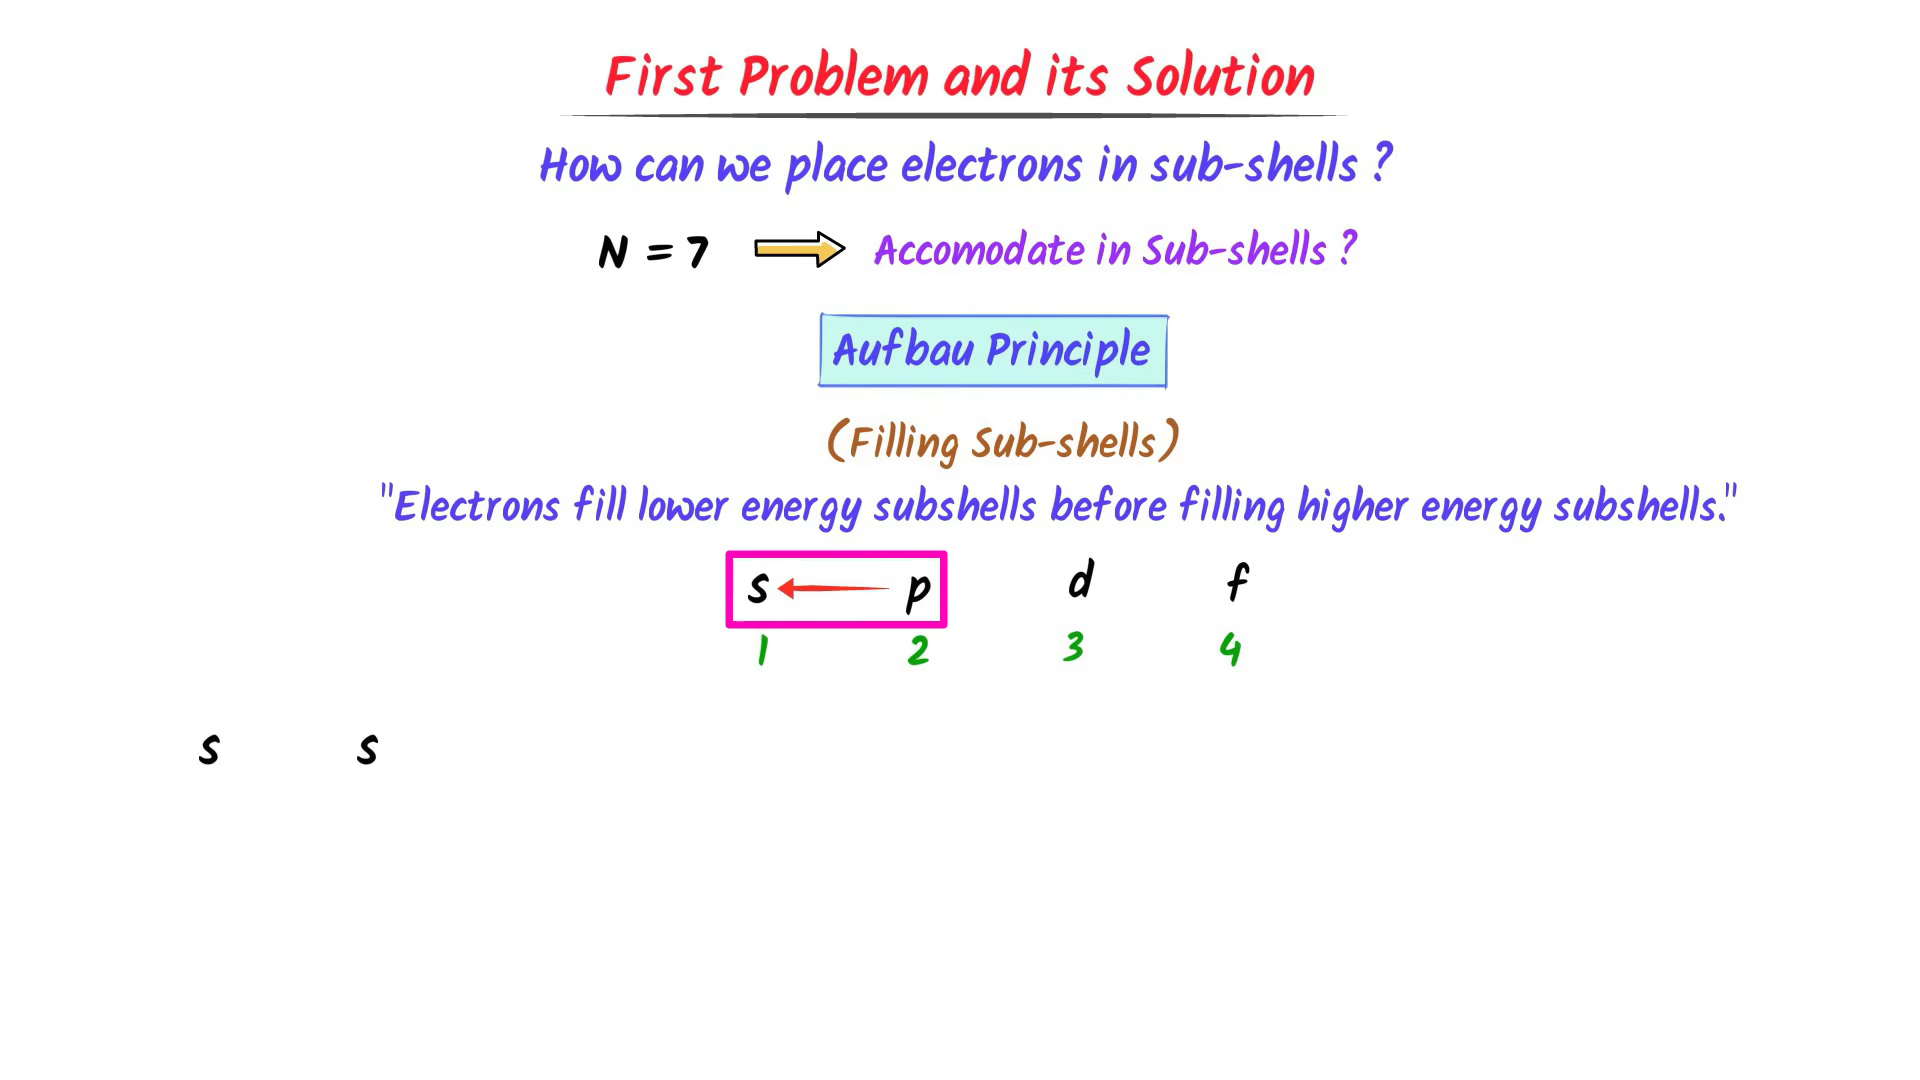 First Problem and its Solution
How can we place electrons in sub-shells ?
N = 7 Accomodate in Sub-shells ?
Aufbau Principle
(Filling Sub-shells)
"Electrons fill lower energy subshells before filling higher energy subshells."
s p d f
1 2 3 4
s s